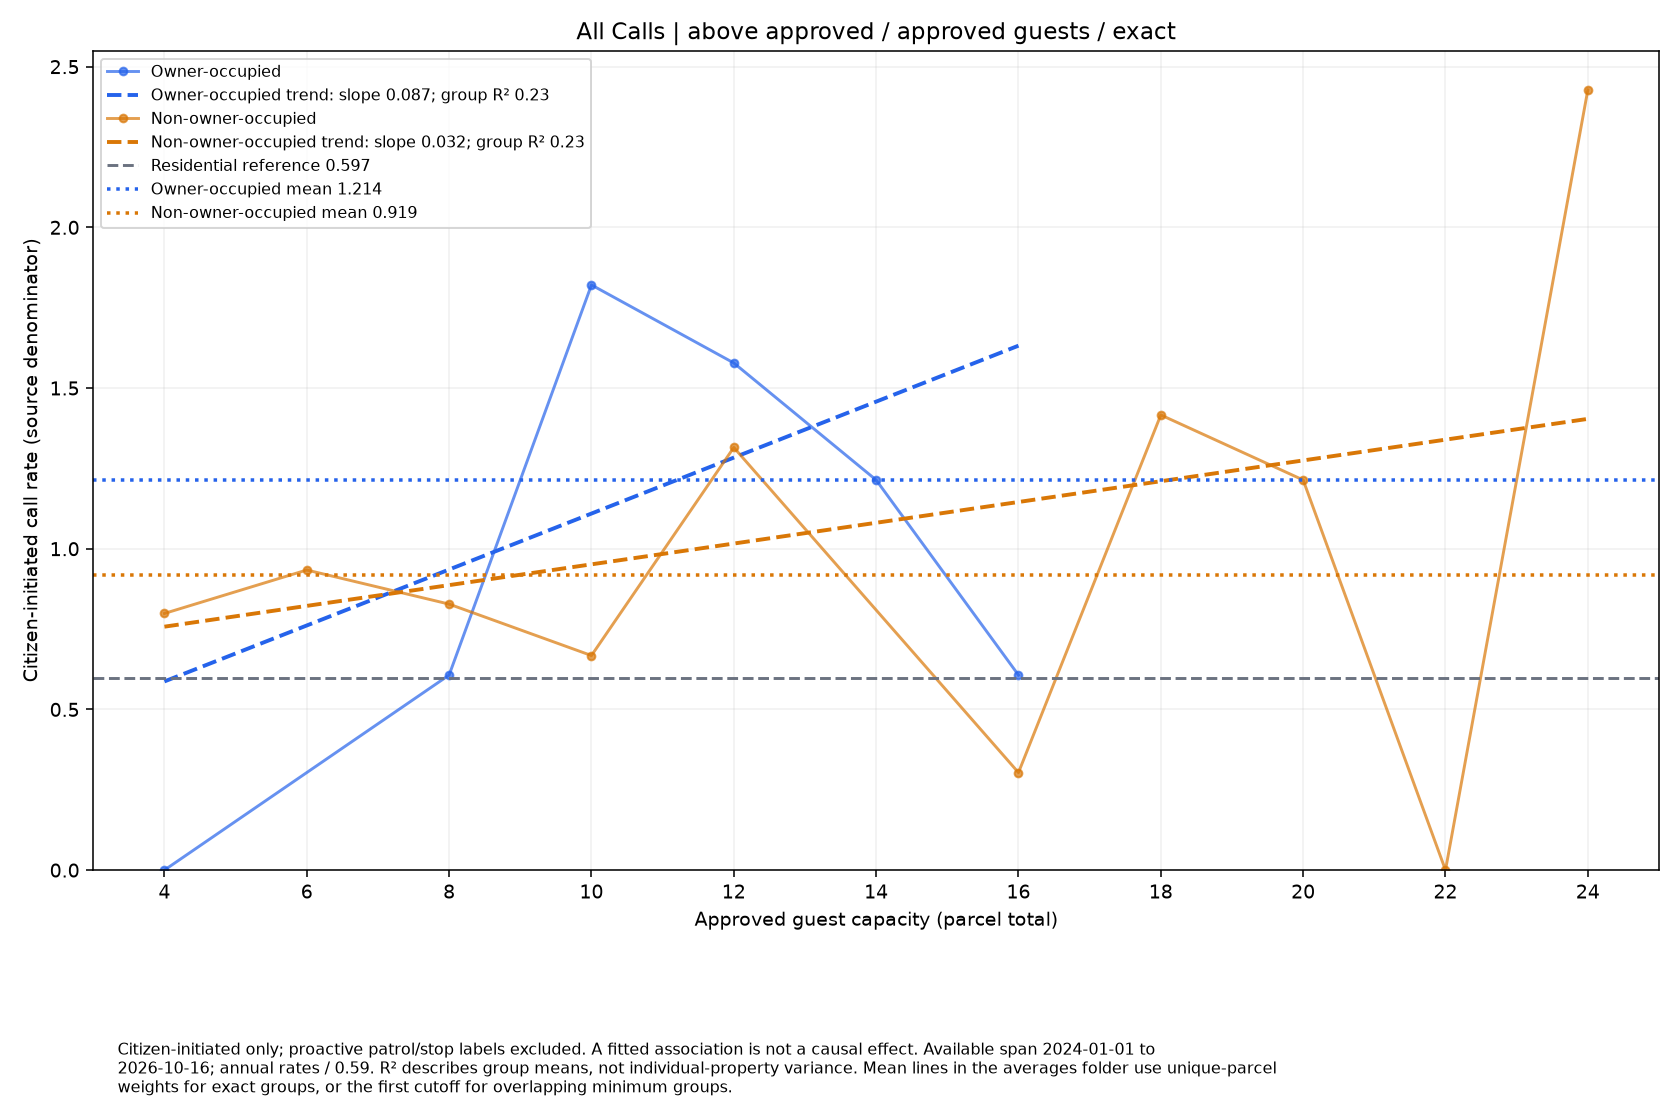 All Calls | above approved / approved guests / exact
Owner-occupied
Owner-occupied trend: slope 0.087; group R² 0.23
Non-owner-occupied
Non-owner-occupied trend: slope 0.032; group R² 0.23
Residential reference 0.597
Owner-occupied mean 1.214
Non-owner-occupied mean 0.919
Citizen-initiated call rate (source denominator)
2.5
2.0
1.5
1.0
0.5
0.0
4 6 8 10 12 14 16 18 20 22 24
Approved guest capacity (parcel total)
Citizen-initiated only; proactive patrol/stop labels excluded. A fitted association is not a causal effect. Available span 2024-01-01 to
2026-10-16; annual rates / 0.59. R² describes group means, not individual-property variance. Mean lines in the averages folder use unique-parcel
weights for exact groups, or the first cutoff for overlapping minimum groups.